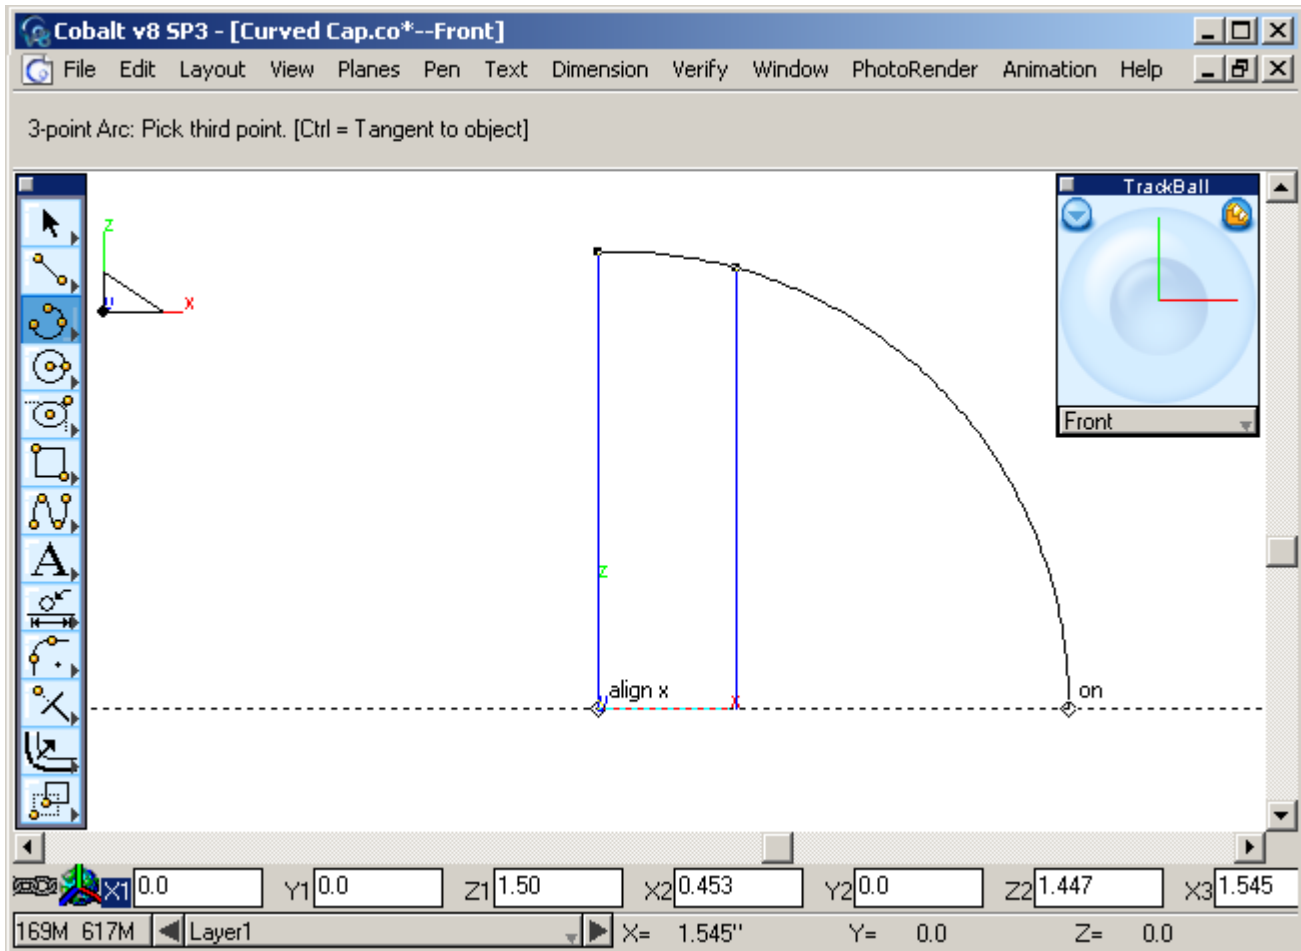 Cobalt v8 SP3 - [Curved Cap.co*--Front]
File Edit Layout View Planes Pen Text Dimension Verify Window PhotoRender Animation Help
3-point Arc: Pick third point. [Ctrl = Tangent to object]
TrackBall
z
x
Front
A
z
align x
x
on
X1 0.0 Y1 0.0 Z1 1.50 X2 0.453 Y2 0.0 Z2 1.447 X3 1.545
169M 617M Layer1 X= 1.545" Y= 0.0 Z= 0.0